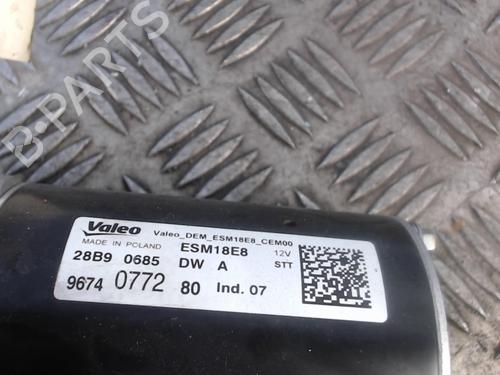 Valeo Valeo_DEM_ESM18E8_CEM00
MADE IN POLAND ESM18E8 12V
28B9 0685 DW A STT
9674 0772 80 Ind. 07
B-PARTS